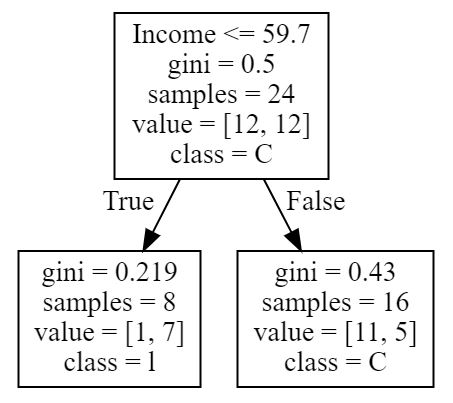 Income <= 59.7
gini = 0.5
samples = 24
value = [12, 12]
class = C
True
False
gini = 0.219
samples = 8
value = [1, 7]
class = l
gini = 0.43
samples = 16
value = [11, 5]
class = C